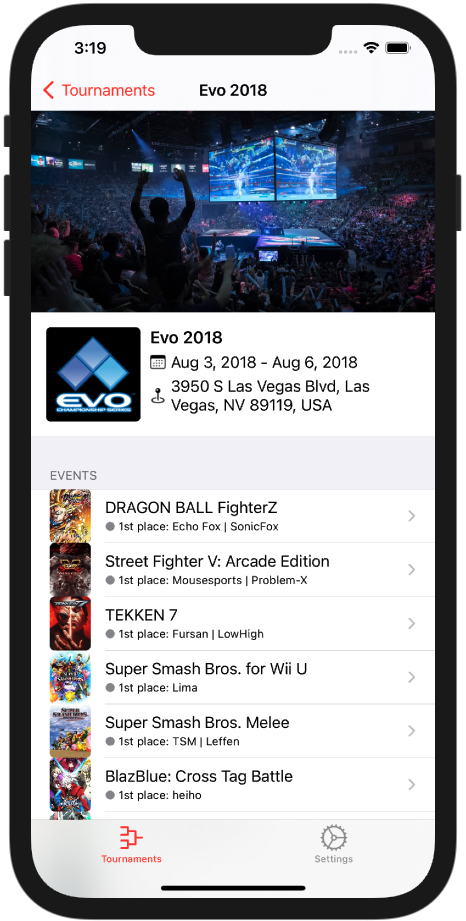 3:19
Tournaments
Evo 2018
EVO
CHAMPIONSHIP SERIES
Evo 2018
Aug 3, 2018 - Aug 6, 2018
3950 S Las Vegas Blvd, Las
Vegas, NV 89119, USA
EVENTS
DRAGON BALL FighterZ
1st place: Echo Fox | SonicFox
Street Fighter V: Arcade Edition
1st place: Mousesports | Problem-X
TEKKEN 7
1st place: Fursan | LowHigh
Super Smash Bros. for Wii U
1st place: Lima
Super Smash Bros. Melee
1st place: TSM | Leffen
BlazBlue: Cross Tag Battle
1st place: heiho
Tournaments
Settings